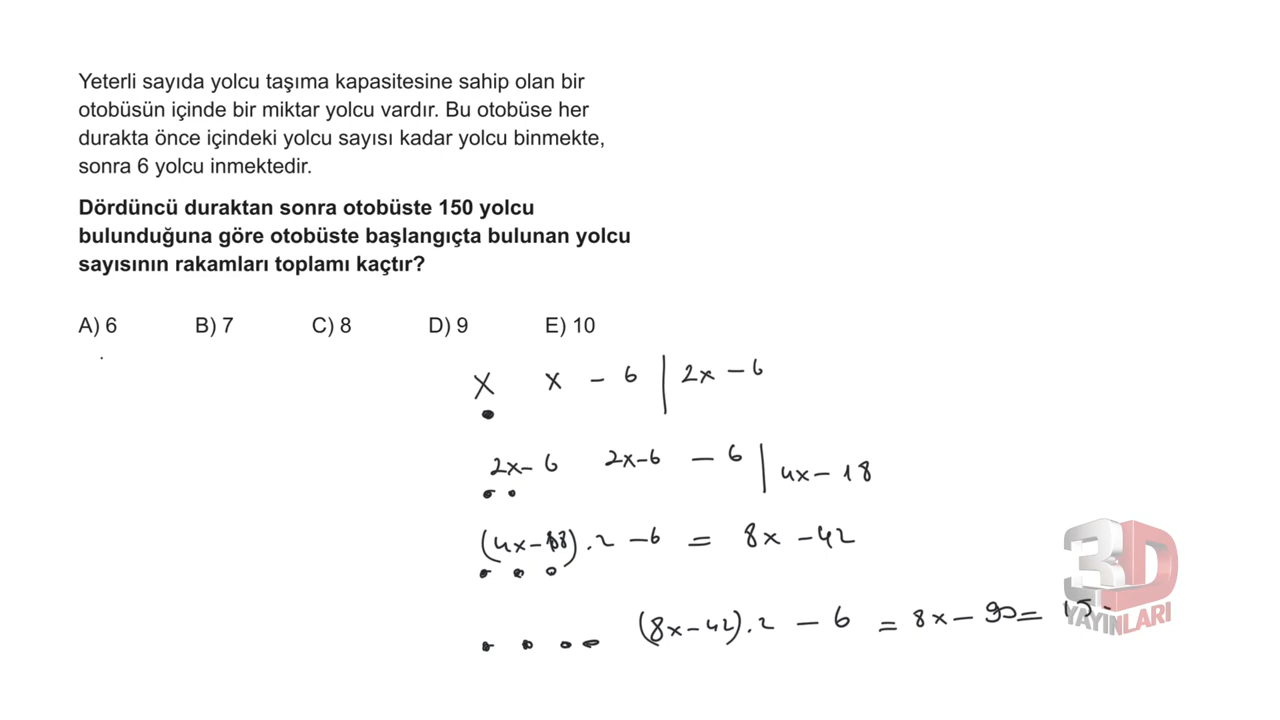 Yeterli sayıda yolcu taşıma kapasitesine sahip olan bir
otobüsün içinde bir miktar yolcu vardır. Bu otobüse her
durakta önce içindeki yolcu sayısı kadar yolcu binmekte,
sonra 6 yolcu inmektedir.
Dördüncü duraktan sonra otobüste 150 yolcu
bulunduğuna göre otobüste başlangıçta bulunan yolcu
sayısının rakamları toplamı kaçtır?
A) 6 B) 7 C) 8 D) 9 E) 10
x x - 6 | 2x - 6
2x - 6 2x-6 - 6 | 4x - 18
(4x-18).2 - 6 = 8x - 42
(8x-42).2 - 6 = 8x - 90 = 15
3D
YAYINLARI